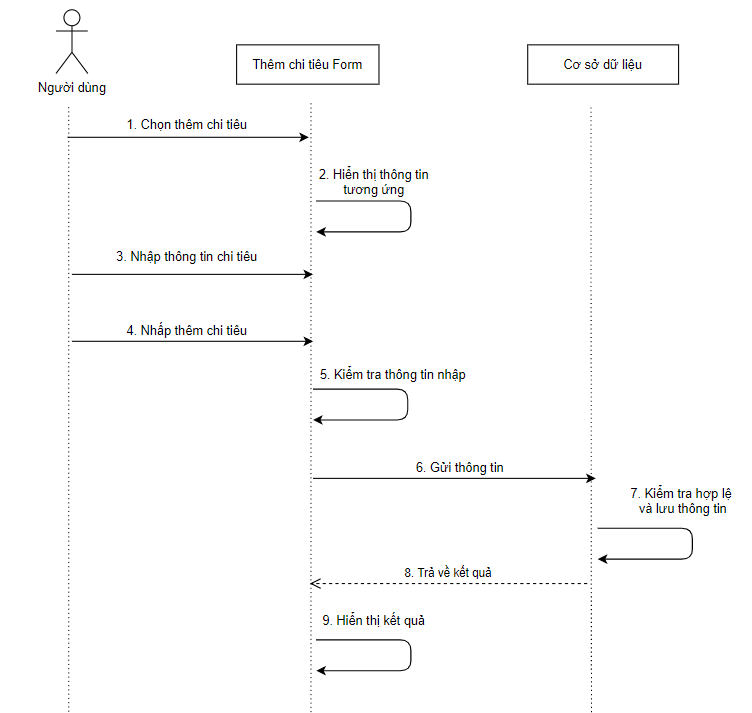 Người dùng
Thêm chi tiêu Form
Cơ sở dữ liệu
1. Chọn thêm chi tiêu
2. Hiển thị thông tin
tương ứng
3. Nhập thông tin chi tiêu
4. Nhấp thêm chi tiêu
5. Kiểm tra thông tin nhập
6. Gửi thông tin
7. Kiểm tra hợp lệ
và lưu thông tin
8. Trả về kết quả
9. Hiển thị kết quả